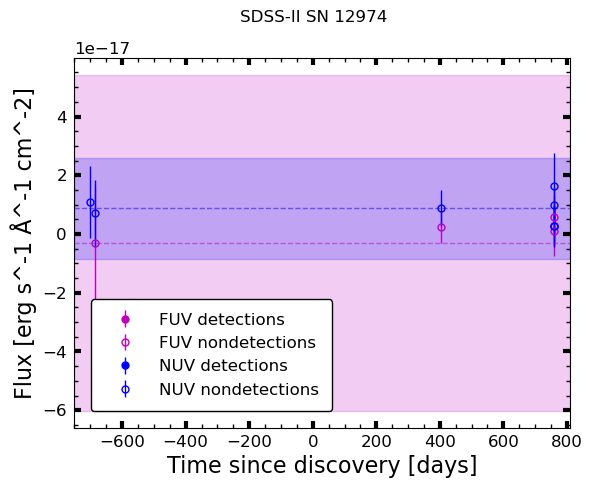 SDSS-II SN 12974
1e−17
Flux [erg s^-1 Å^-1 cm^-2]
4
2
0
−2
−4
−6
FUV detections
FUV nondetections
NUV detections
NUV nondetections
−600 −400 −200 0 200 400 600 800
Time since discovery [days]